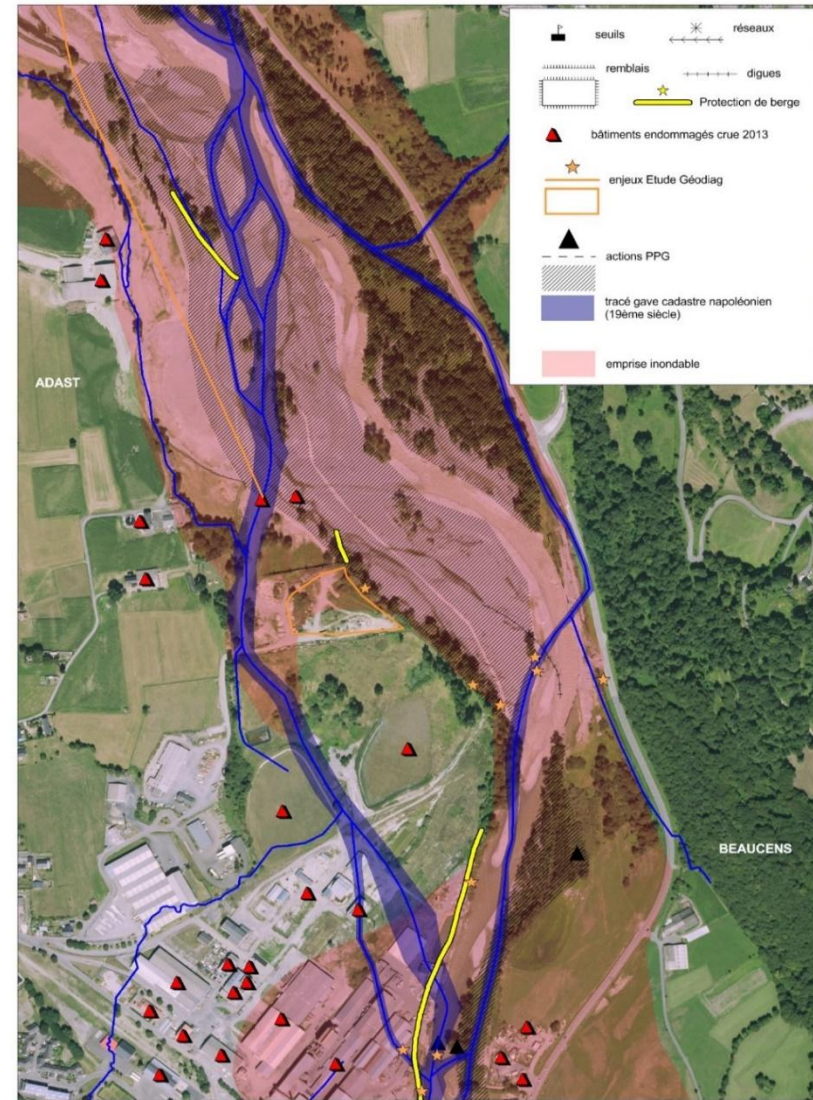 seuils
réseaux
remblais
digues
Protection de berge
bâtiments endommagés crue 2013
enjeux Etude Géodiag
actions PPG
tracé gave cadastre napoléonien
(19ème siècle)
emprise inondable
ADAST
BEAUCENS